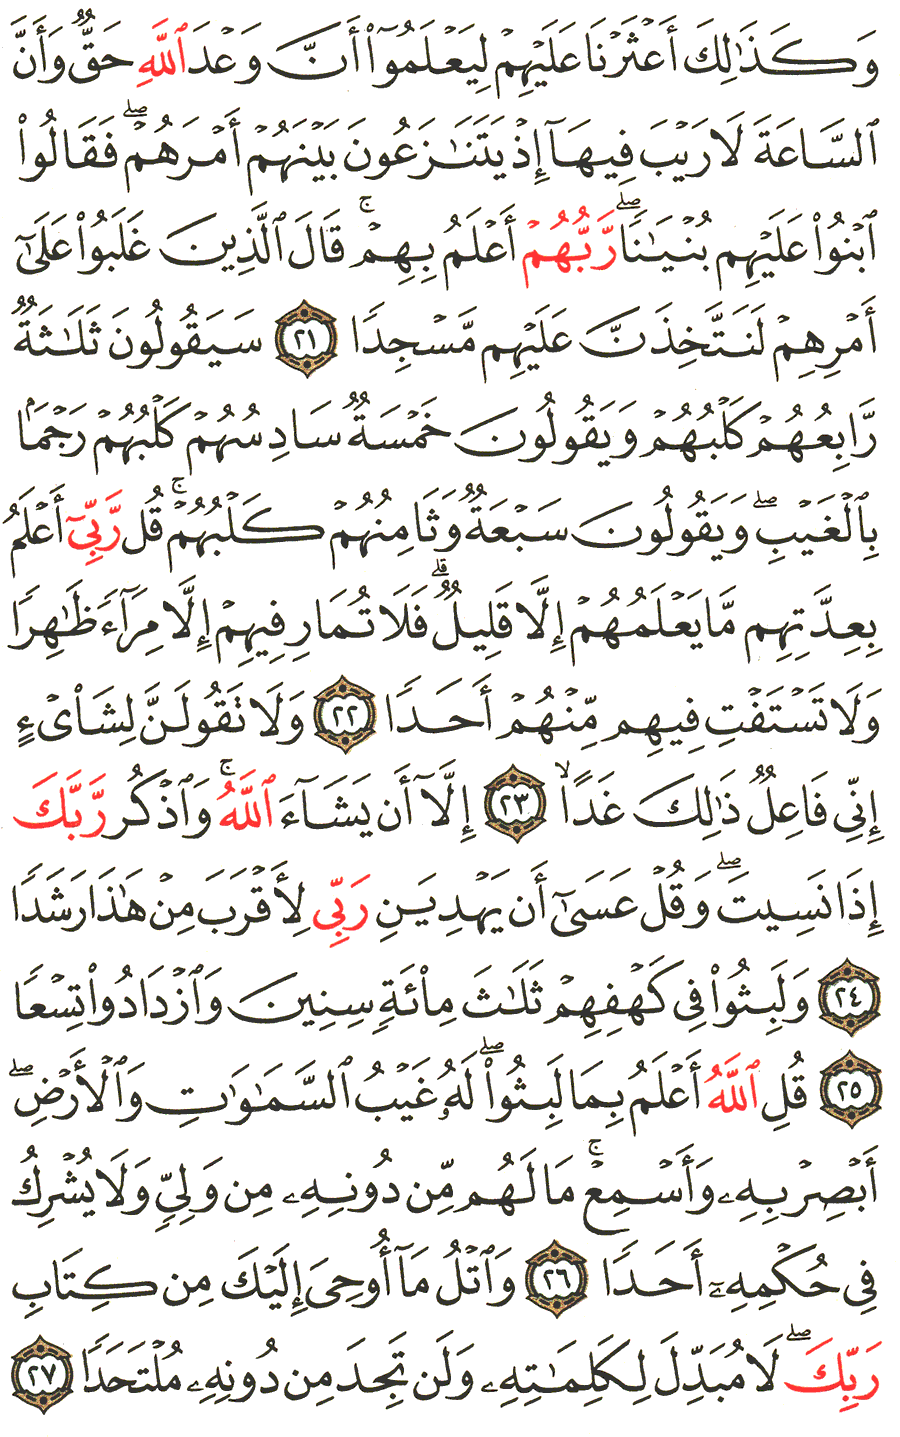 وَكَذَٰلِكَ أَعۡثَرۡنَا عَلَيۡهِمۡ لِيَعۡلَمُوٓاْ أَنَّ وَعۡدَ ٱللَّهِ حَقّٞ وَأَنَّ
ٱلسَّاعَةَ لَا رَيۡبَ فِيهَآ إِذۡ يَتَنَٰزَعُونَ بَيۡنَهُمۡ أَمۡرَهُمۡۖ فَقَالُواْ
ٱبۡنُواْ عَلَيۡهِم بُنۡيَٰنٗاۖ رَّبُّهُمۡ أَعۡلَمُ بِهِمۡۚ قَالَ ٱلَّذِينَ غَلَبُواْ عَلَىٰٓ
أَمۡرِهِمۡ لَنَتَّخِذَنَّ عَلَيۡهِم مَّسۡجِدٗا ٢١ سَيَقُولُونَ ثَلَٰثَةٞ
رَّابِعُهُمۡ كَلۡبُهُمۡ وَيَقُولُونَ خَمۡسَةٞ سَادِسُهُمۡ كَلۡبُهُمۡ رَجۡمَۢا
بِٱلۡغَيۡبِۖ وَيَقُولُونَ سَبۡعَةٞ وَثَامِنُهُمۡ كَلۡبُهُمۡۚ قُل رَّبِّيٓ أَعۡلَمُ
بِعِدَّتِهِم مَّا يَعۡلَمُهُمۡ إِلَّا قَلِيلٞۗ فَلَا تُمَارِ فِيهِمۡ إِلَّا مِرَآءٗ ظَٰهِرٗا
وَلَا تَسۡتَفۡتِ فِيهِم مِّنۡهُمۡ أَحَدٗا ٢٢ وَلَا تَقُولَنَّ لِشَاْيۡءٍ
إِنِّي فَاعِلٞ ذَٰلِكَ غَدًاۙ ٢٣ إِلَّآ أَن يَشَآءَ ٱللَّهُۚ وَٱذۡكُر رَّبَّكَ
إِذَا نَسِيتَۖ وَقُلۡ عَسَىٰٓ أَن يَهۡدِيَنِ رَبِّي لِأَقۡرَبَ مِنۡ هَٰذَا رَشَدٗا
٢٤ وَلَبِثُواْ فِي كَهۡفِهِمۡ ثَلَٰثَ مِاْئَةٖ سِنِينَ وَٱزۡدَادُواْ تِسۡعٗا
٢٥ قُلِ ٱللَّهُ أَعۡلَمُ بِمَا لَبِثُواْۖ لَهُۥ غَيۡبُ ٱلسَّمَٰوَٰتِ وَٱلۡأَرۡضِۖ
أَبۡصِرۡ بِهِۦ وَأَسۡمِعۡۚ مَا لَهُم مِّن دُونِهِۦ مِن وَلِيّٖ وَلَا يُشۡرِكُ
فِي حُكۡمِهِۦٓ أَحَدٗا ٢٦ وَٱتۡلُ مَآ أُوحِيَ إِلَيۡكَ مِن كِتَابِ
رَبِّكَۖ لَا مُبَدِّلَ لِكَلِمَٰتِهِۦ وَلَن تَجِدَ مِن دُونِهِۦ مُلۡتَحَدٗا ٢٧